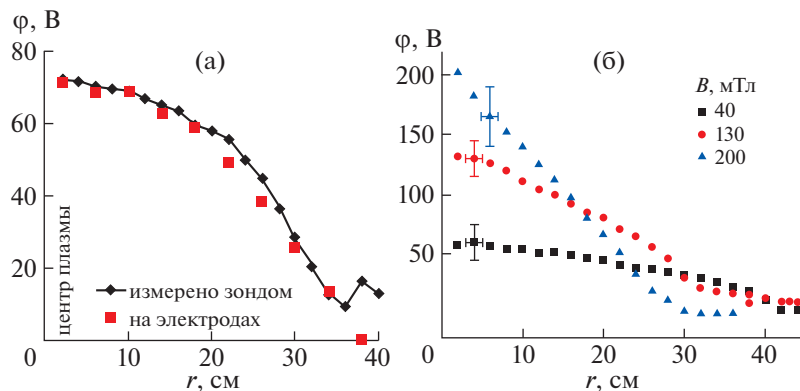 φ, В
(а)
80
60
40
20
0
центр плазмы
измерено зондом
на электродах
10
20
30
40
r, см
φ, В
(б)
B, мТл
40
130
200
200
150
100
50
0
10
20
30
40
r, см